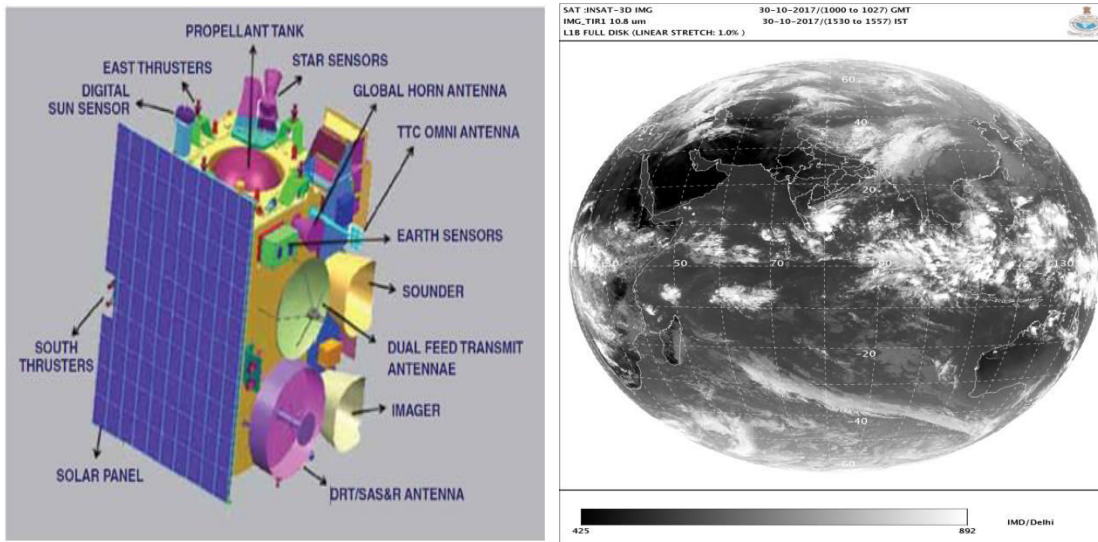 PROPELLANT TANK
EAST THRUSTERS
STAR SENSORS
DIGITAL
SUN SENSOR
GLOBAL HORN ANTENNA
TTC OMNI ANTENNA
EARTH SENSORS
SOUNDER
SOUTH
THRUSTERS
DUAL FEED TRANSMIT
ANTENNAE
IMAGER
SOLAR PANEL
DRT/SAS&R ANTENNA
SAT :INSAT-3D IMG 30-10-2017/(1000 to 1027) GMT
IMG_TIR1 10.8 um 30-10-2017/(1530 to 1557) IST
L1B FULL DISK (LINEAR STRETCH: 1.0% )
60
40
20
50 70 90 130
-20
-40
-60
425 892
IMD/Delhi